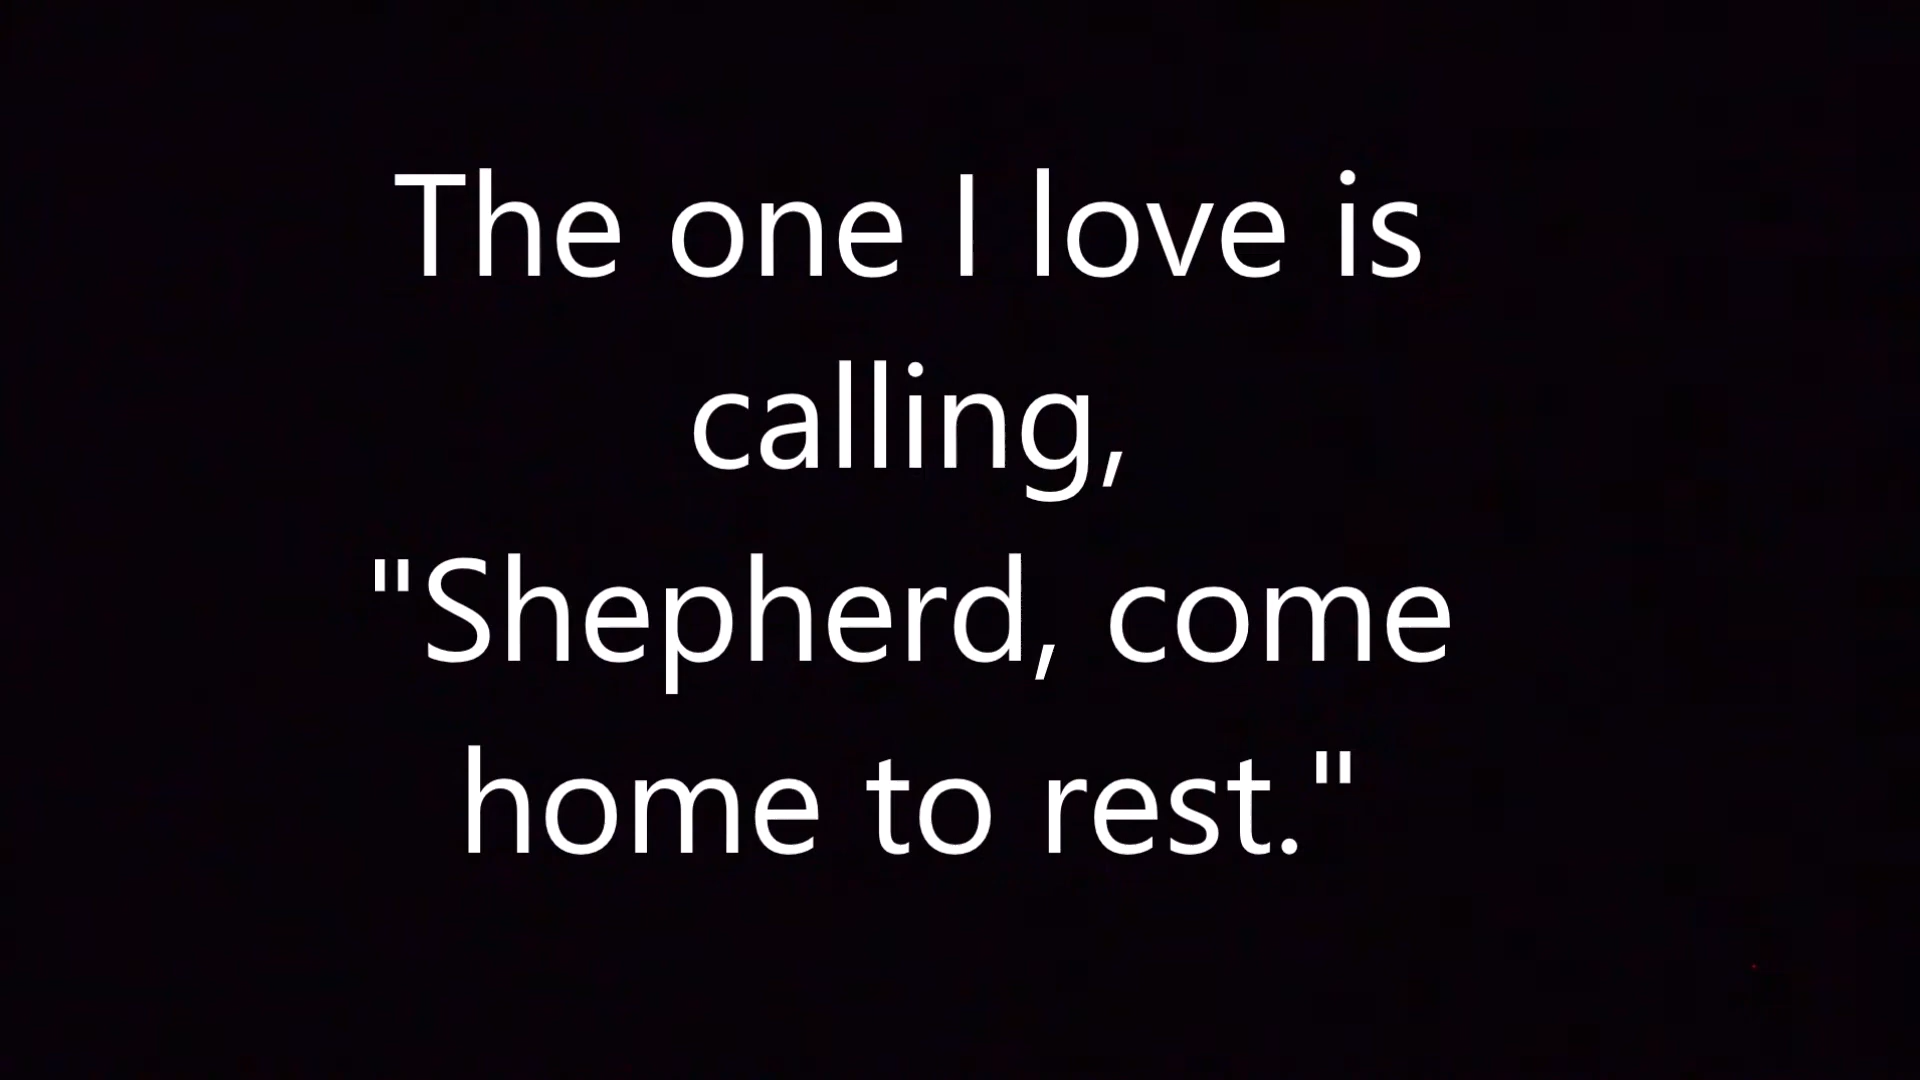 The one I love is
calling,
"Shepherd, come
home to rest."